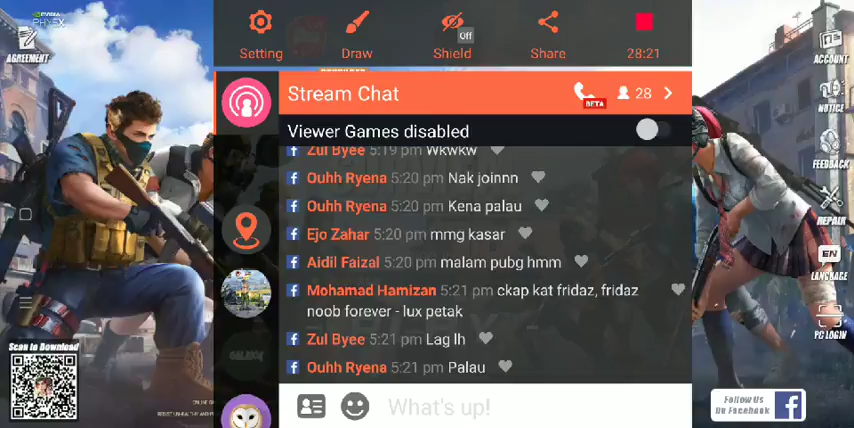 NVIDIA
PHYSX
AGREEMENT
Setting
Draw
Off
Shield
Share
28:21
Stream Chat
BETA
28
Viewer Games disabled
Zul Byee 5:19 pm Wkwkw
Ouhh Ryena 5:20 pm Nak joinnn
Ouhh Ryena 5:20 pm Kena palau
Ejo Zahar 5:20 pm mmg kasar
Aidil Faizal 5:20 pm malam pubg hmm
Mohamad Hamizan 5:21 pm ckap kat fridaz, fridaz
noob forever - lux petak
Zul Byee 5:21 pm Lag lh
Ouhh Ryena 5:21 pm Palau
What's up!
ACCOUNT
NOTICE
FEEDBACK
REPAIR
EN
LANGUAGE
PC LOGIN
Scan to Download
Follow Us
On Facebook